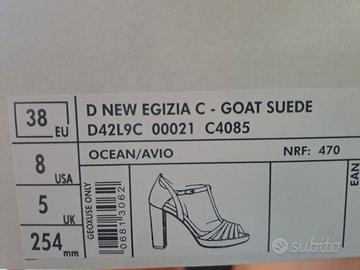 38 EU
8 USA
5 UK
254 mm
D NEW EGIZIA C - GOAT SUEDE
D42L9C 00021 C4085
OCEAN/AVIO
NRF: 470
GEOXUSE ONLY
06813062
EAN
subito